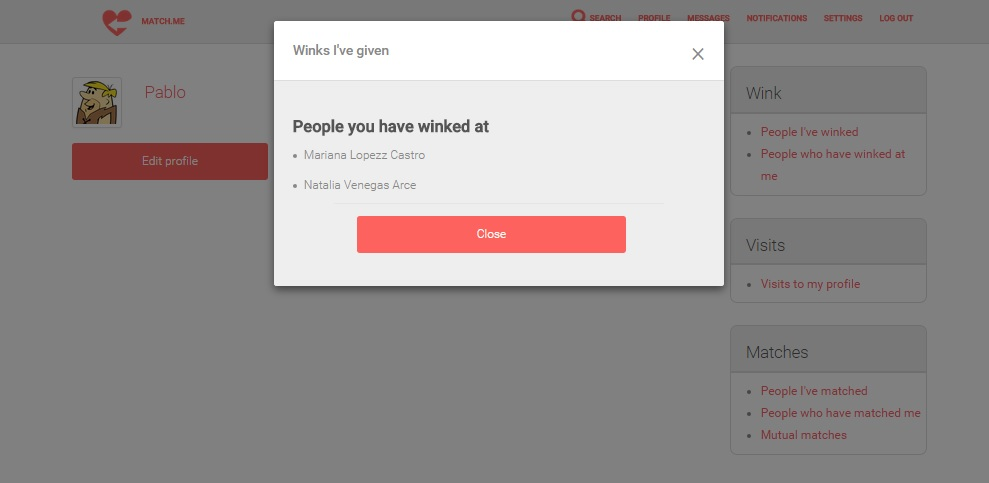 MATCH.ME
SEARCH PROFILE MESSAGES NOTIFICATIONS SETTINGS LOG OUT
Pablo
Edit profile
Winks I've given
People you have winked at
Mariana Lopezz Castro
Natalia Venegas Arce
Close
Wink
People I've winked
People who have winked at
me
Visits
Visits to my profile
Matches
People I've matched
People who have matched me
Mutual matches